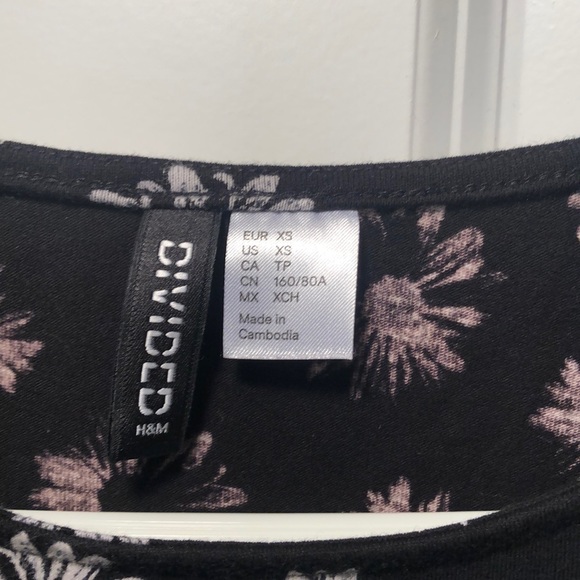 DIVIDED
H&M
EUR XS
US XS
CA TP
CN 160/80A
MX XCH
Made in
Cambodia